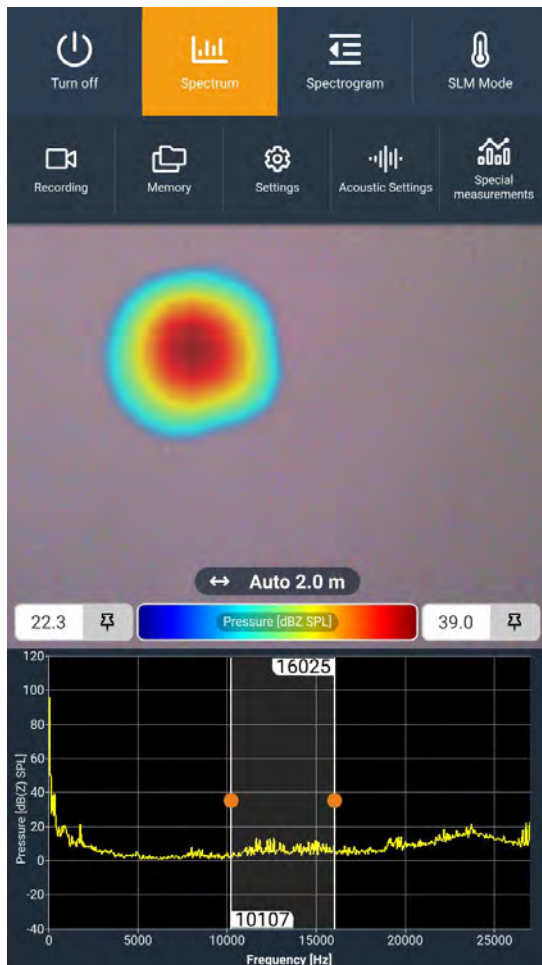 Turn off
Spectrum
Spectrogram
SLM Mode
Recording
Memory
Settings
Acoustic Settings
Special
measurements
Auto 2.0 m
22.3
Pressure [dBZ SPL]
39.0
120
100
80
60
40
20
0
-20
-40
Pressure [dB(Z) SPL]
16025
10107
0
5000
10000
15000
20000
25000
Frequency [Hz]